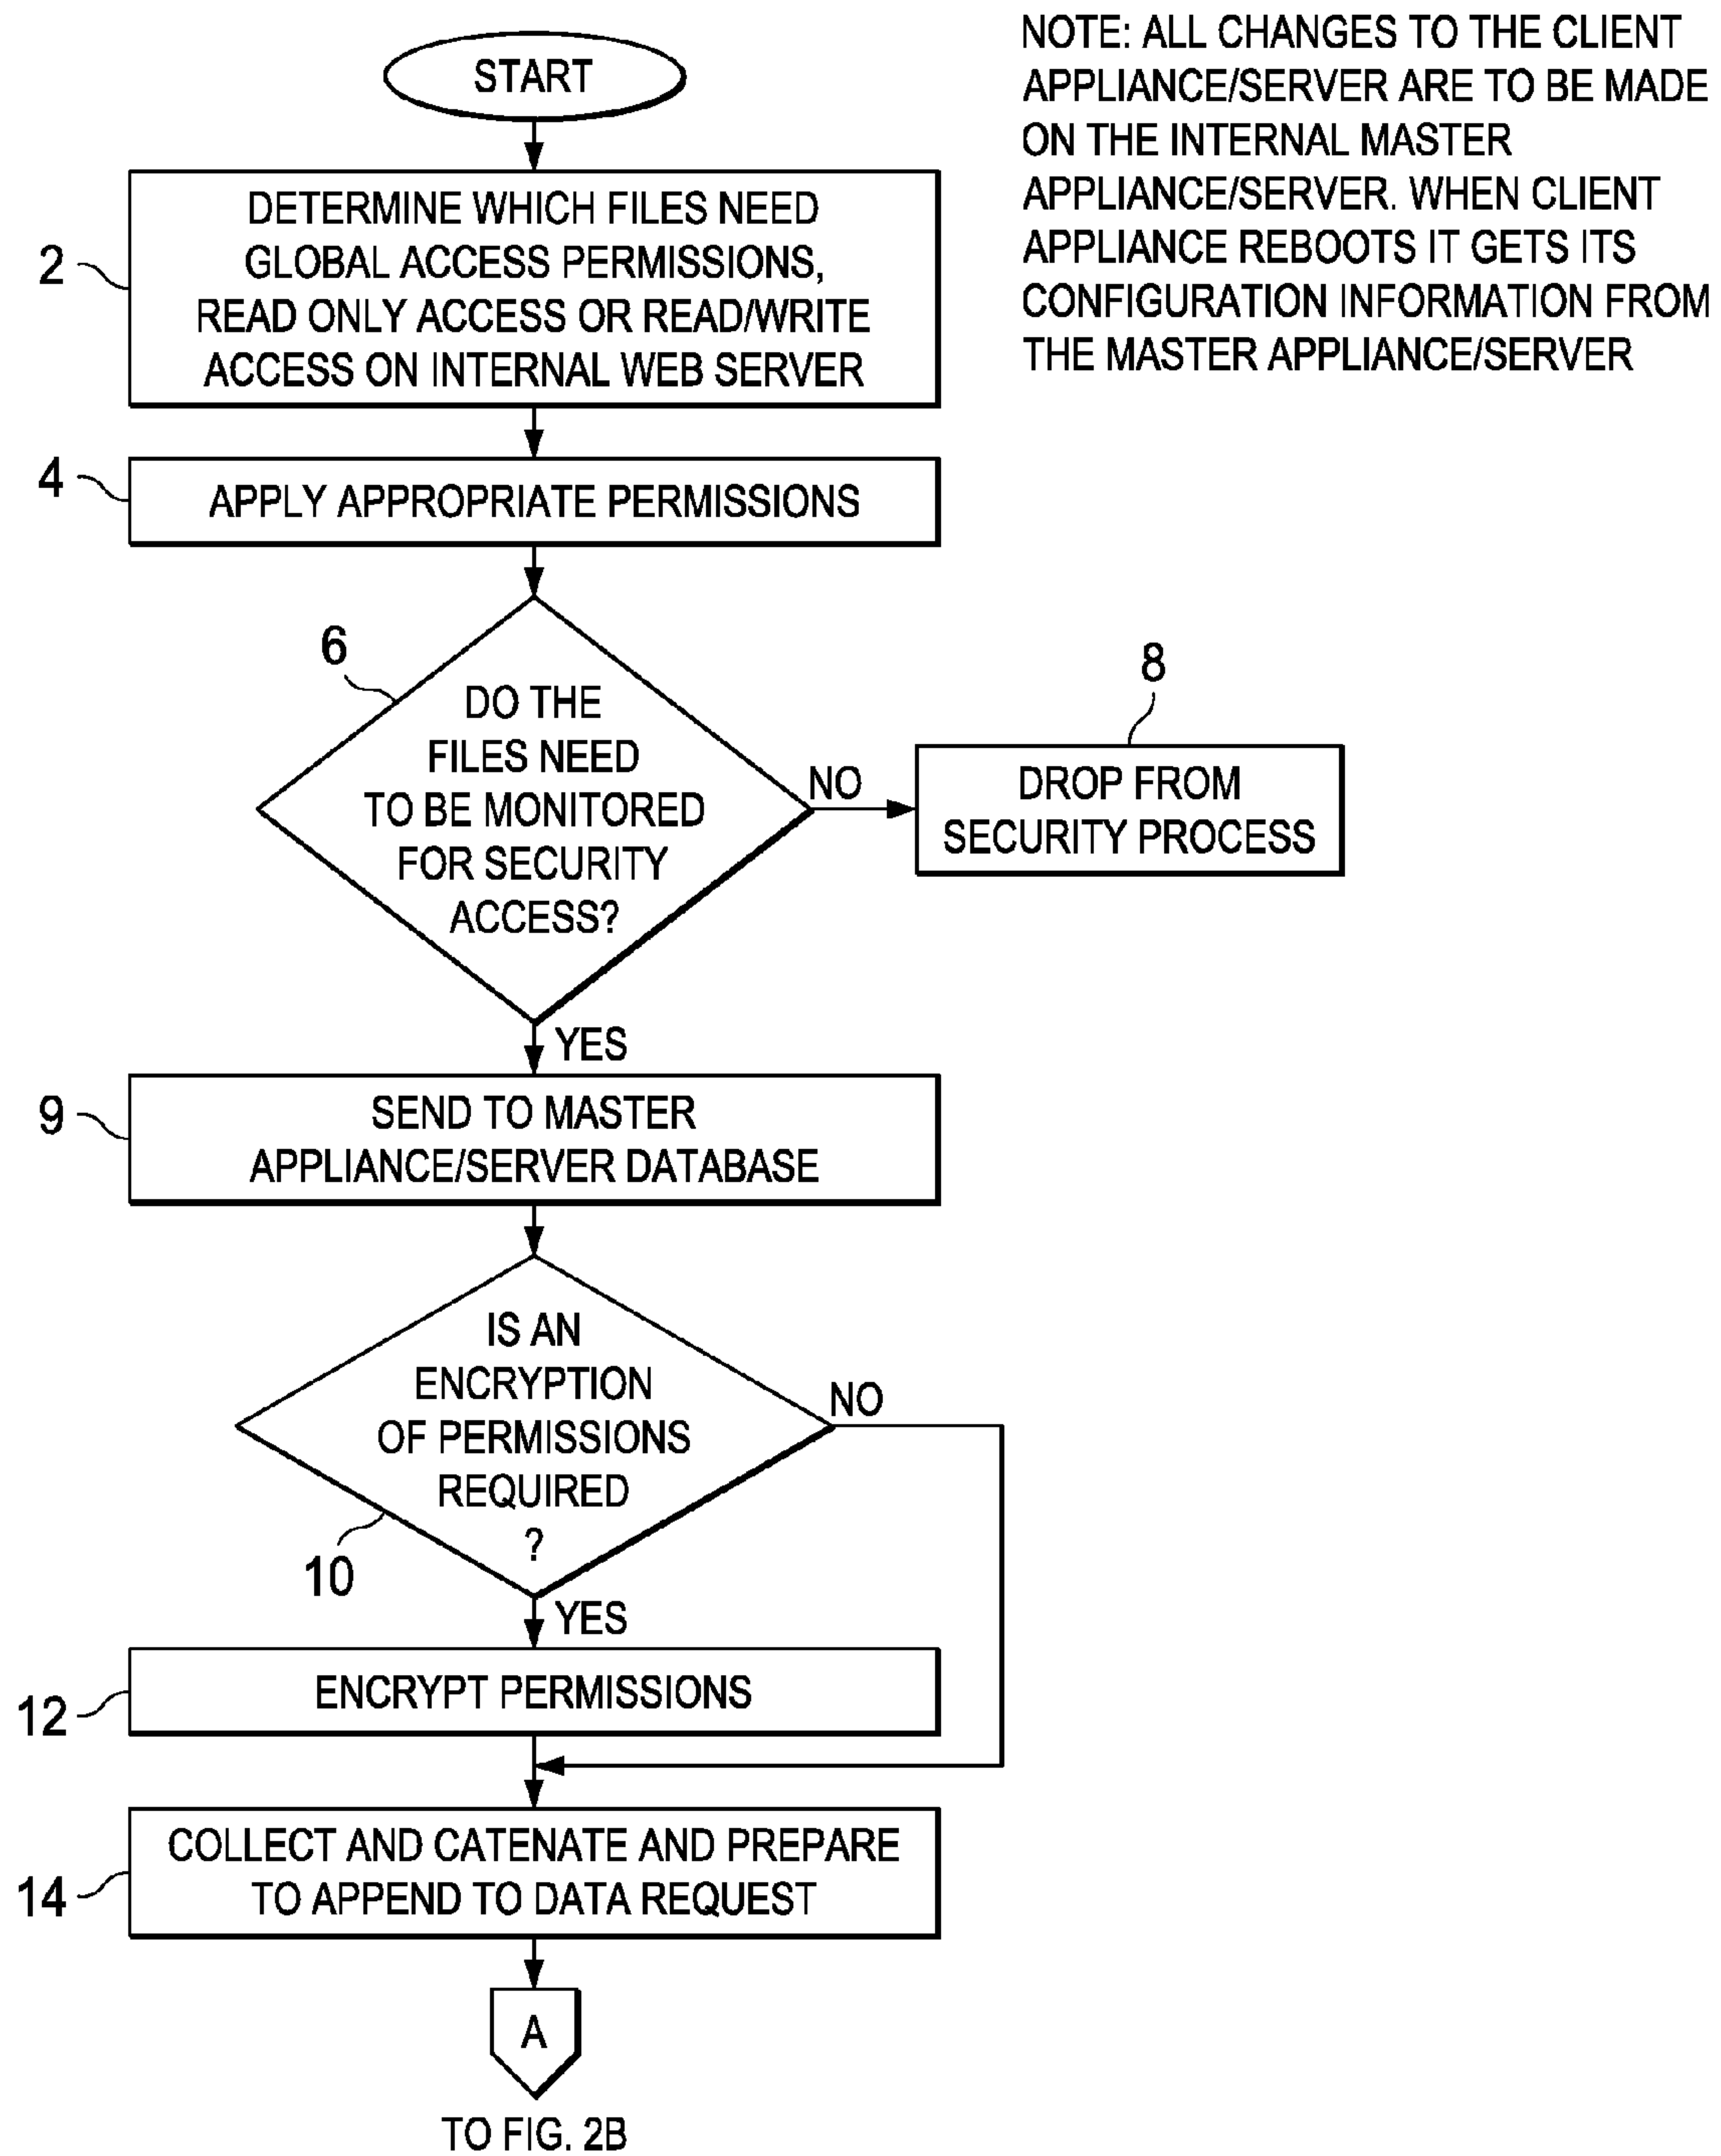 START
NOTE: ALL CHANGES TO THE CLIENT
APPLIANCE/SERVER ARE TO BE MADE
ON THE INTERNAL MASTER
APPLIANCE/SERVER. WHEN CLIENT
APPLIANCE REBOOTS IT GETS ITS
CONFIGURATION INFORMATION FROM
THE MASTER APPLIANCE/SERVER
2
DETERMINE WHICH FILES NEED
GLOBAL ACCESS PERMISSIONS,
READ ONLY ACCESS OR READ/WRITE
ACCESS ON INTERNAL WEB SERVER
4
APPLY APPROPRIATE PERMISSIONS
6
DO THE
FILES NEED
TO BE MONITORED
FOR SECURITY
ACCESS?
NO
8
DROP FROM
SECURITY PROCESS
YES
9
SEND TO MASTER
APPLIANCE/SERVER DATABASE
IS AN
ENCRYPTION
OF PERMISSIONS
REQUIRED
?
10
NO
YES
12
ENCRYPT PERMISSIONS
14
COLLECT AND CATENATE AND PREPARE
TO APPEND TO DATA REQUEST
A
TO FIG. 2B